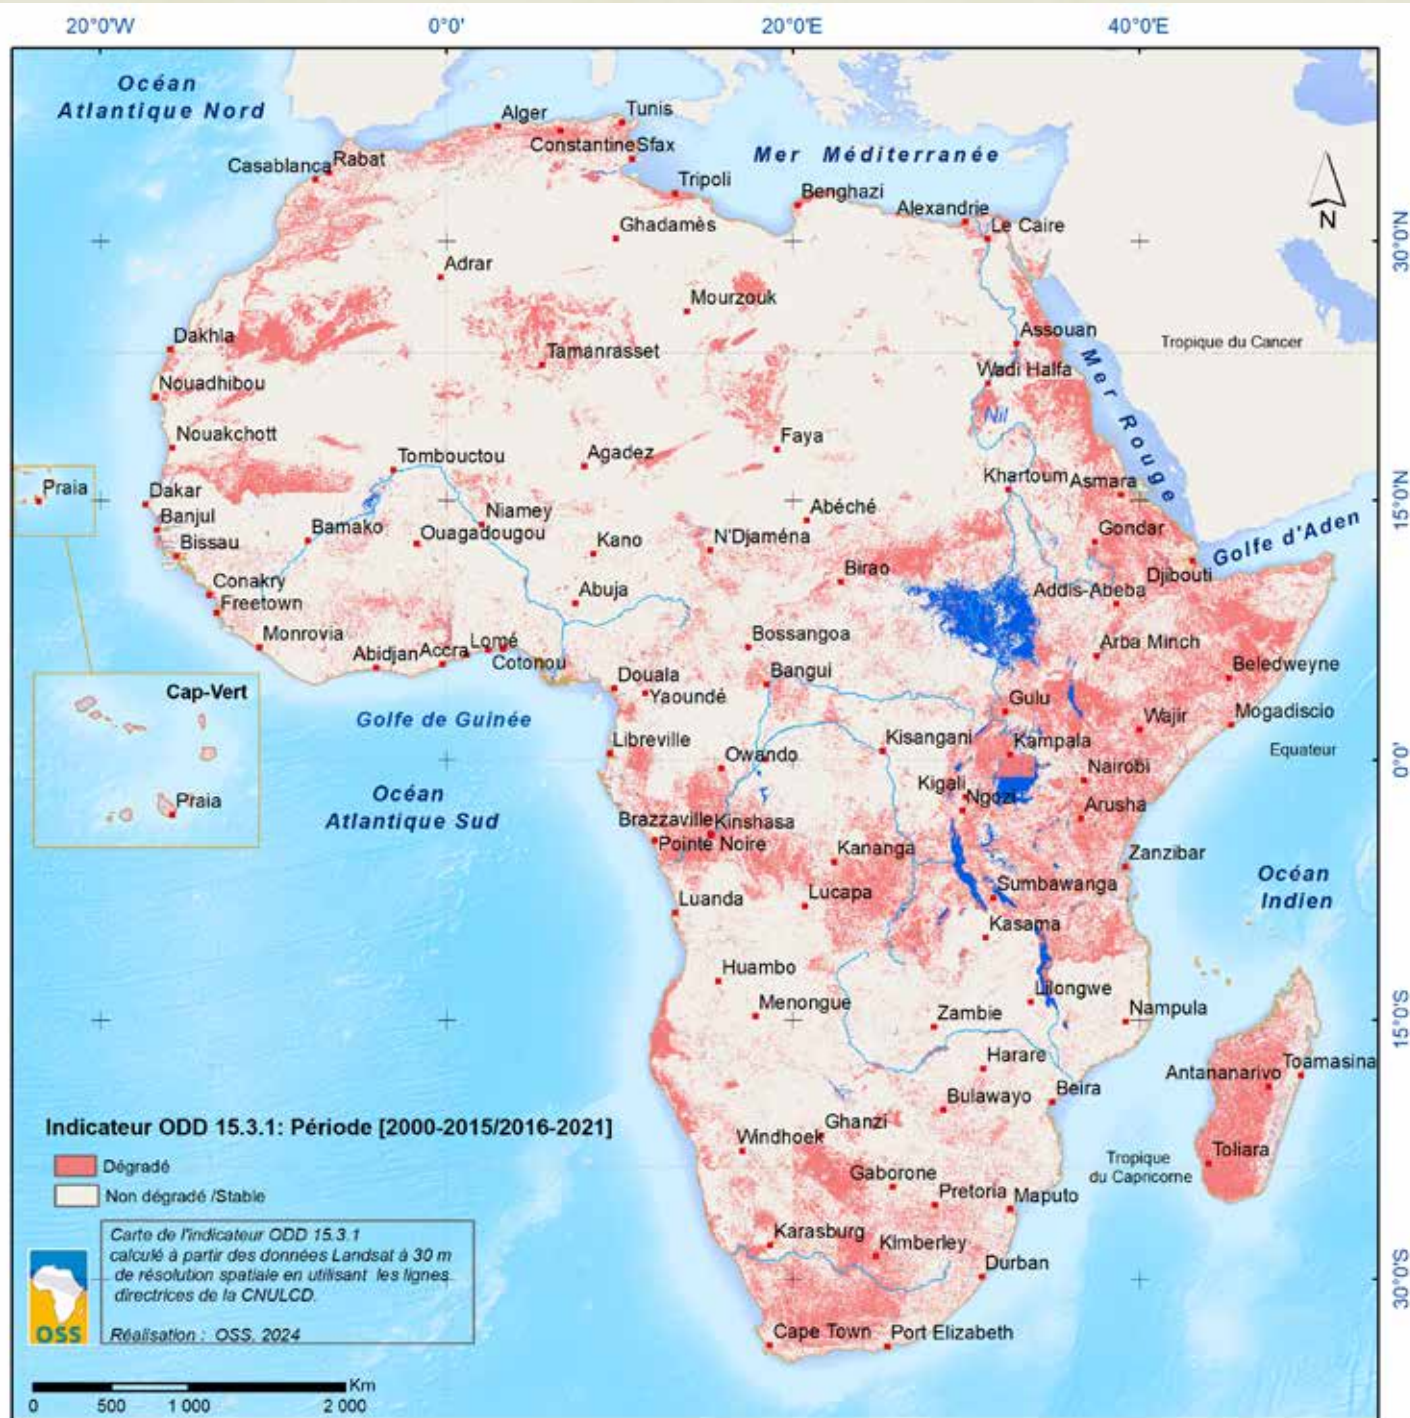 20°0'W 0°0' 20°0'E 40°0'E
Océan
Atlantique Nord
Alger
Tunis
Constantine
Sfax
Mer Méditerranée
Casablanca
Rabat
Tripoli
Benghazi
Alexandrie
Le Caire
Ghadamès
N
30°0'N
Adrar
Mourzouk
Dakhla
Tamanrasset
Assouan
Tropique du Cancer
Wadi Halfa
Mer Rouge
Nouadhibou
Nil
Nouakchott
Faya
Tombouctou
Agadez
Praia
Khartoum
Asmara
15°0'N
Dakar
Niamey
Abéché
Banjul
Bamako
Ouagadougou
Kano
N'Djaména
Gondar
Golfe d'Aden
Bissau
Birao
Djibouti
Conakry
Abuja
Addis-Abeba
Freetown
Monrovia
Abidjan
Accra
Lomé
Cotonou
Bossangoa
Arba Minch
Douala
Bangui
Beledweyne
Cap-Vert
Yaoundé
Gulu
Wajir
Mogadiscio
Golfe de Guinée
Libreville
Owando
Kisangani
Kampala
Equateur
0°0'
Nairobi
Praia
Océan
Atlantique Sud
Kigali
Ngozi
Arusha
Brazzaville
Kinshasa
Pointe Noire
Kananga
Zanzibar
Océan
Indien
Luanda
Lucapa
Sumbawanga
Kasama
Huambo
Menongue
Lilongwe
Zambie
Nampula
15°0'S
Harare
Antananarivo
Toamasina
Bulawayo
Beira
Indicateur ODD 15.3.1: Période [2000-2015/2016-2021]
Ghanzi
Windhoek
Toliara
Tropique
du Capricorne
Dégradé
Non dégradé /Stable
Gaborone
Pretoria
Maputo
Carte de l'indicateur ODD 15.3.1
calculé à partir des données Landsat à 30 m
de résolution spatiale en utilisant les lignes
directrices de la CNULCD.
Réalisation : OSS, 2024
OSS
Karasburg
Kimberley
Durban
30°0'S
Cape Town
Port Elizabeth
Km
0 500 1 000 2 000